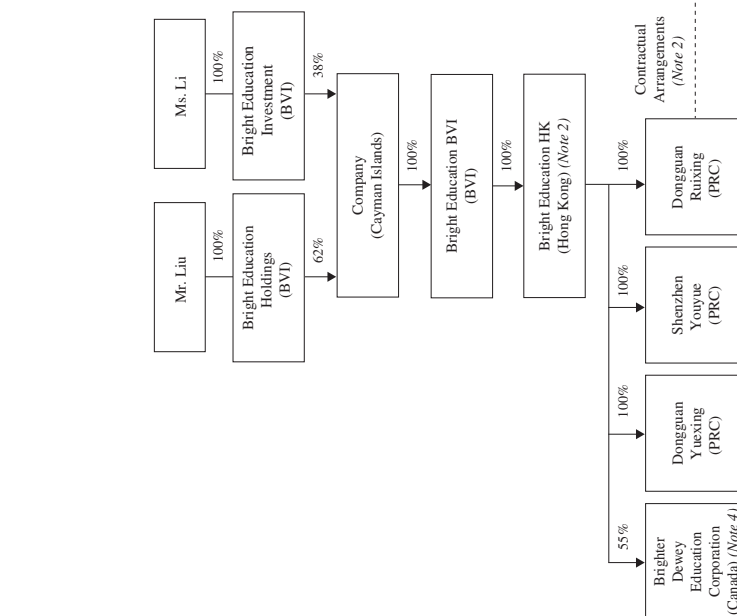 Mr. Liu
Ms. Li
100%
100%
Bright Education
Holdings
(BVI)
Bright Education
Investment
(BVI)
62%
38%
Company
(Cayman Islands)
100%
Bright Education BVI
(BVI)
100%
Bright Education HK
(Hong Kong) (Note 2)
55%
100%
100%
100%
Contractual
Arrangements
(Note 2)
Brighter
Dewey
Education
Corporation
(Canada) (Note 4)
Dongguan
Yuexing
(PRC)
Shenzhen
Youyue
(PRC)
Dongguan
Ruixing
(PRC)